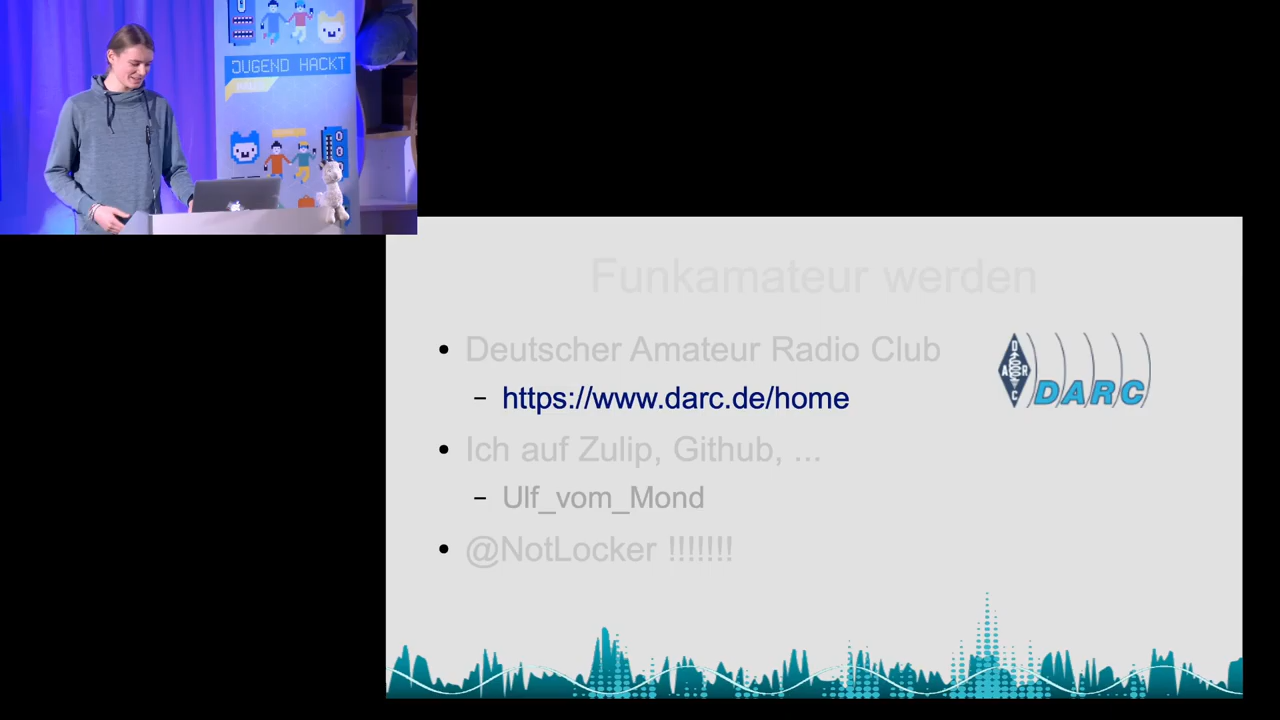 JUGEND HACKT
Funkamateur werden
Deutscher Amateur Radio Club
https://www.darc.de/home
DARC
DARC
Ich auf Zulip, Github, ...
Ulf_vom_Mond
@NotLocker !!!!!!!